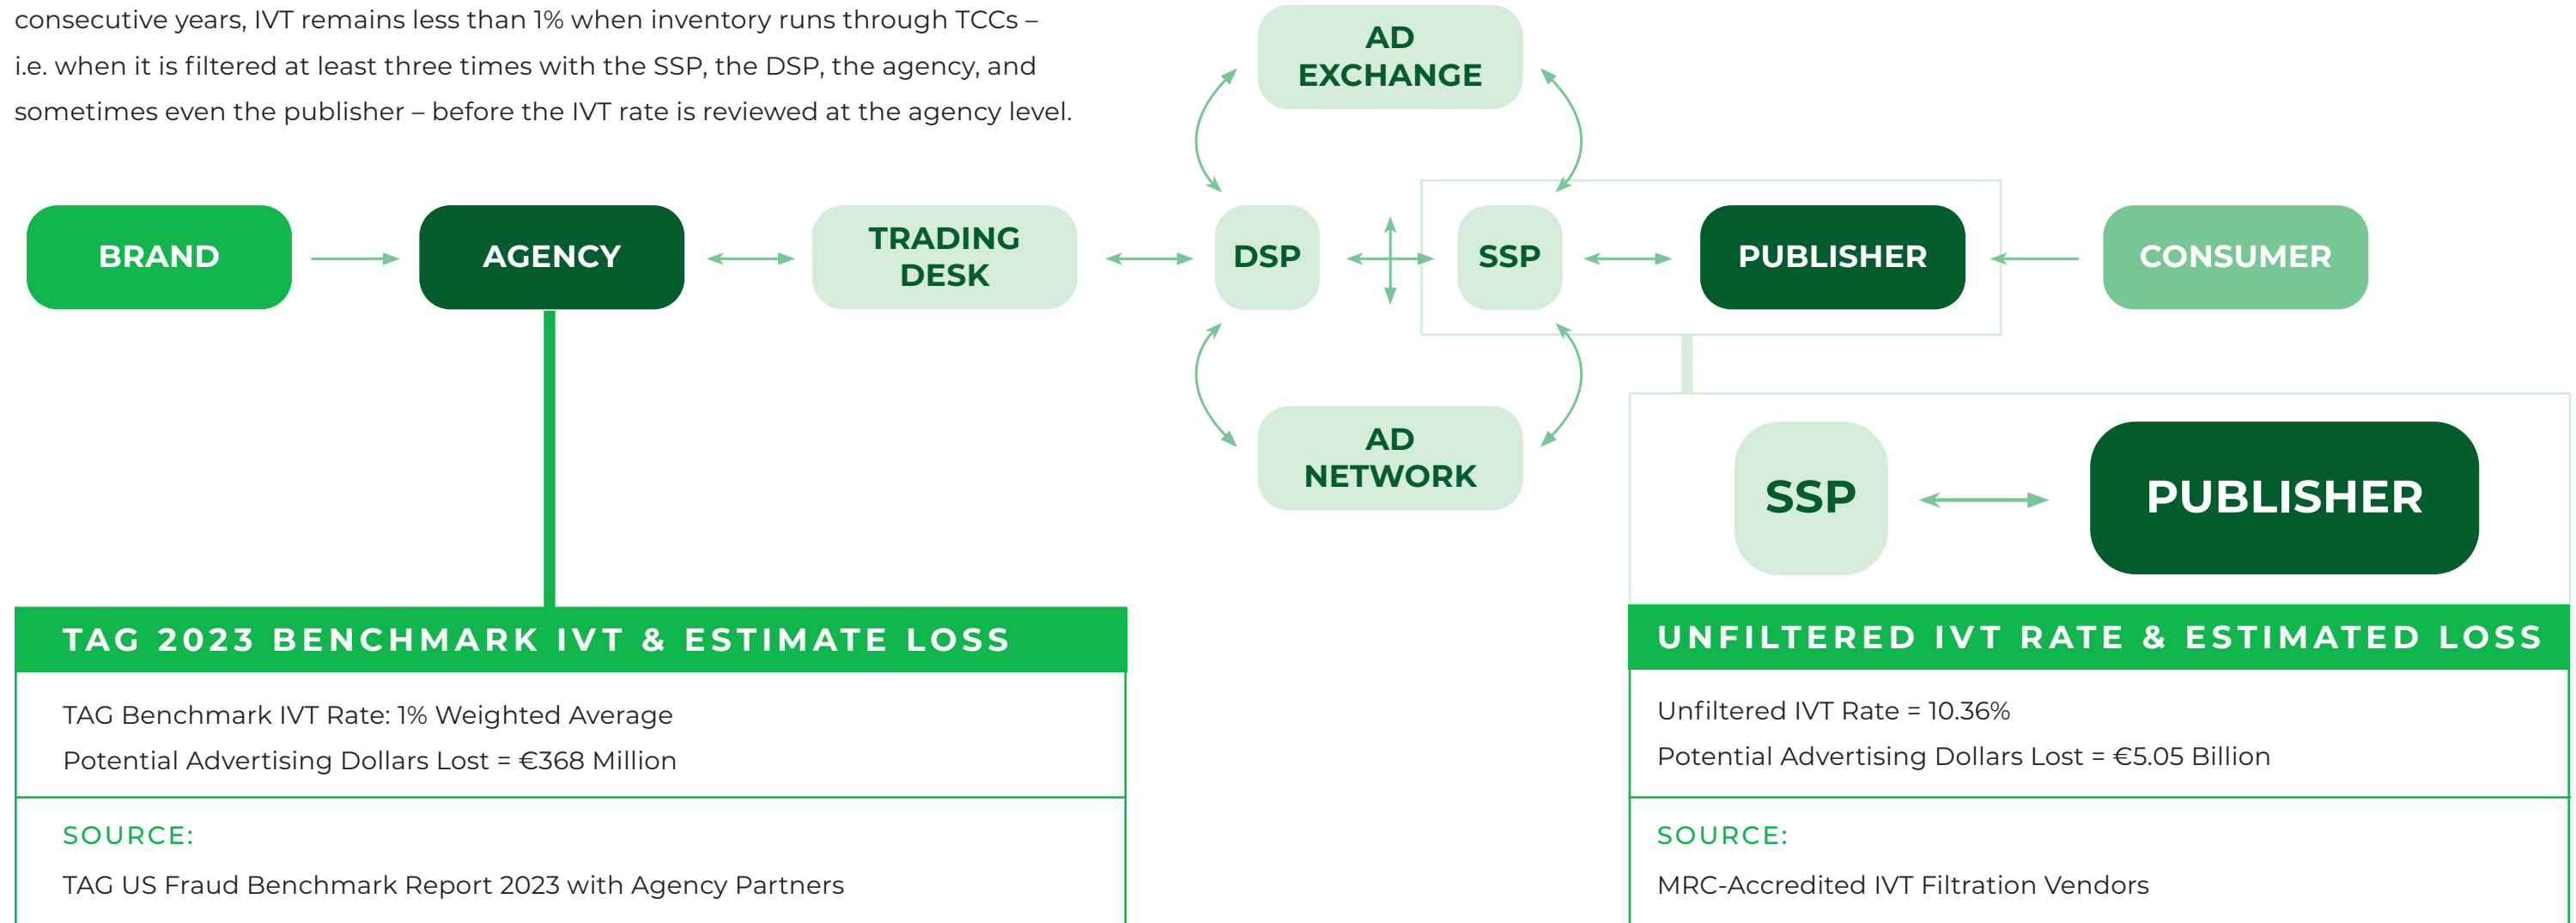 consecutive years, IVT remains less than 1% when inventory runs through TCCs –
i.e. when it is filtered at least three times with the SSP, the DSP, the agency, and
sometimes even the publisher – before the IVT rate is reviewed at the agency level.
AD
EXCHANGE
BRAND
AGENCY
TRADING
DESK
DSP
SSP
PUBLISHER
CONSUMER
AD
NETWORK
SSP
PUBLISHER
TAG 2023 BENCHMARK IVT & ESTIMATE LOSS
TAG Benchmark IVT Rate: 1% Weighted Average
Potential Advertising Dollars Lost = €368 Million
SOURCE:
TAG US Fraud Benchmark Report 2023 with Agency Partners
UNFILTERED IVT RATE & ESTIMATED LOSS
Unfiltered IVT Rate = 10.36%
Potential Advertising Dollars Lost = €5.05 Billion
SOURCE:
MRC-Accredited IVT Filtration Vendors